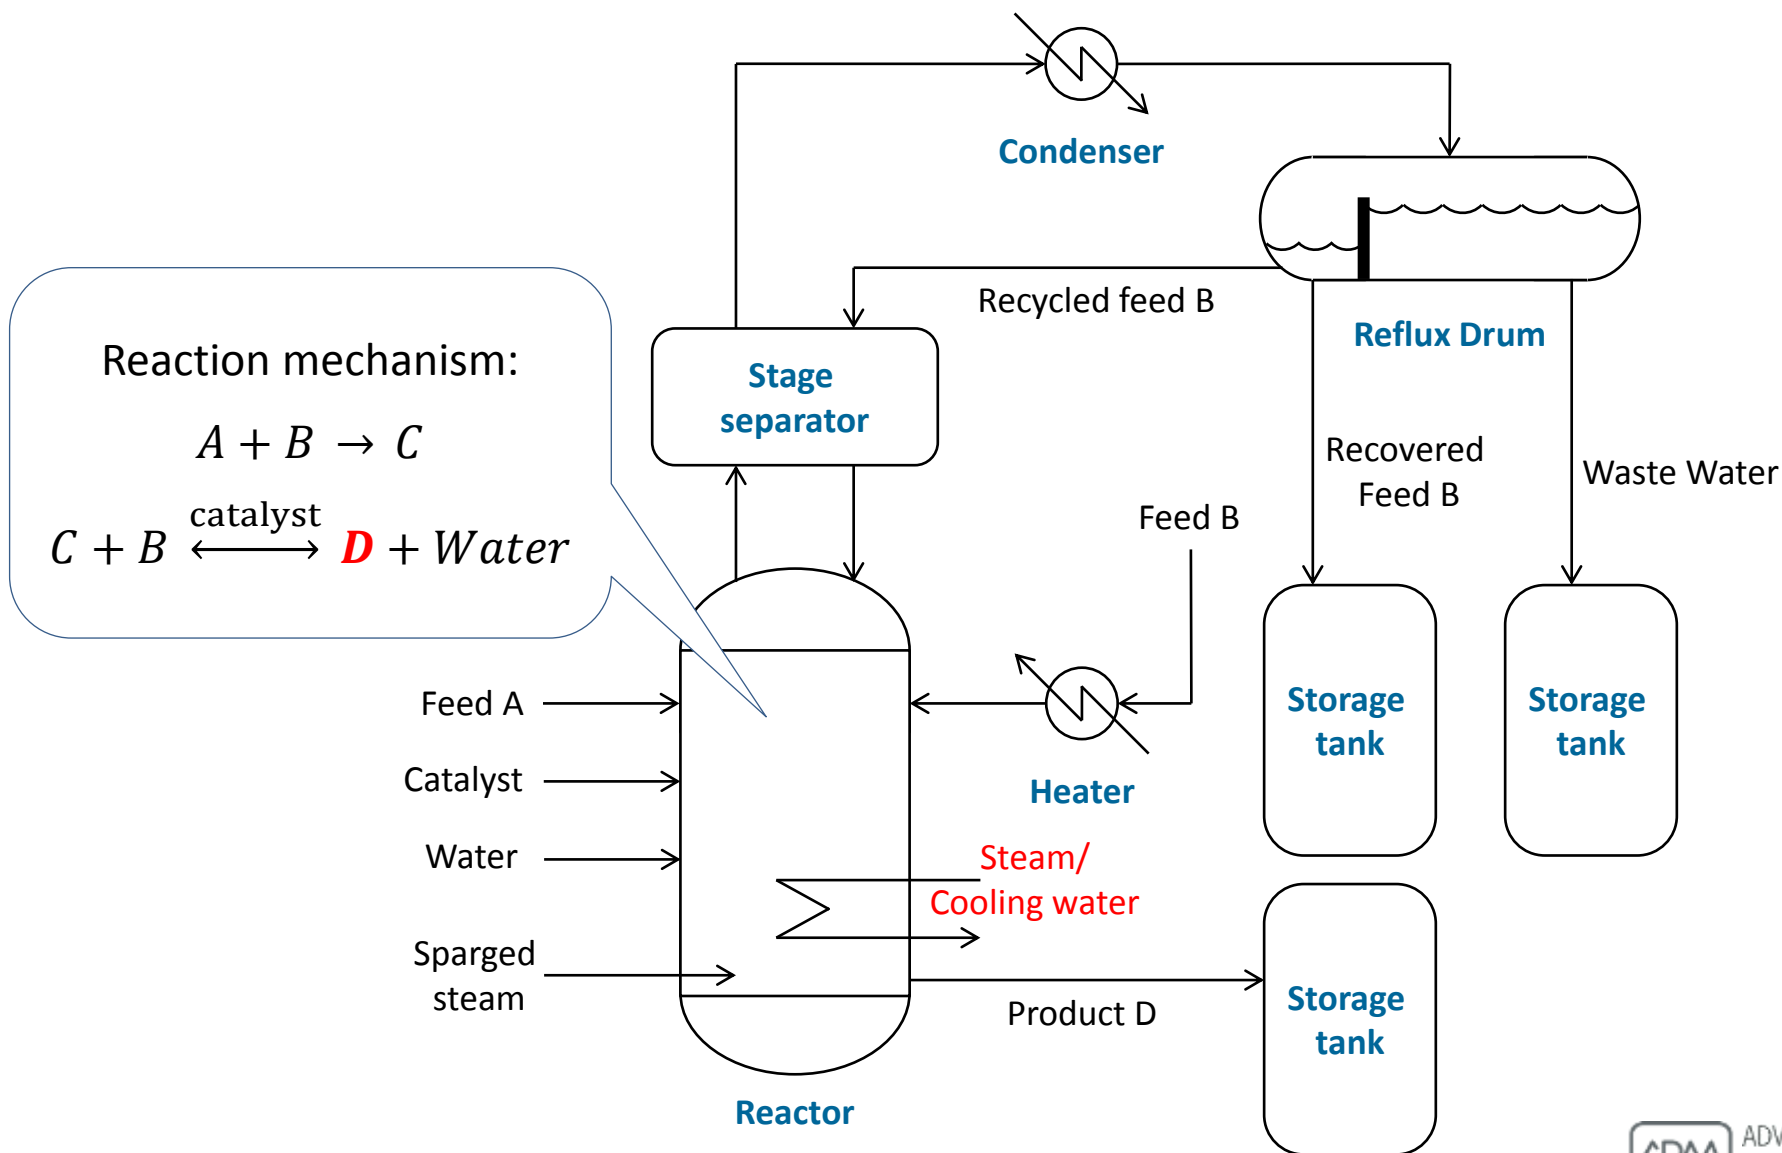 Condenser
Recycled feed B
Reflux Drum
Reaction mechanism:
A + B → C
catalyst
C + B ⟷ D + Water
Stage
separator
Recovered
Feed B
Waste Water
Feed B
Feed A
Catalyst
Water
Sparged
steam
Heater
Steam/
Cooling water
Storage
tank
Storage
tank
Product D
Storage
tank
Reactor